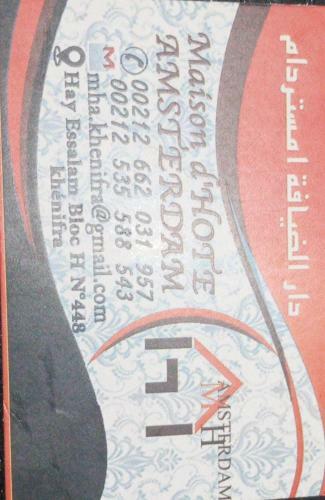 دار الضيافة امستردام
Maison d'HOTE
AMSTERDAM
00212 662 031 957
00212 535 588 543
mha.khenifra@gmail.com
Hay Essalam Bloc H N°448
khénifra
AMSTERDAM
MH